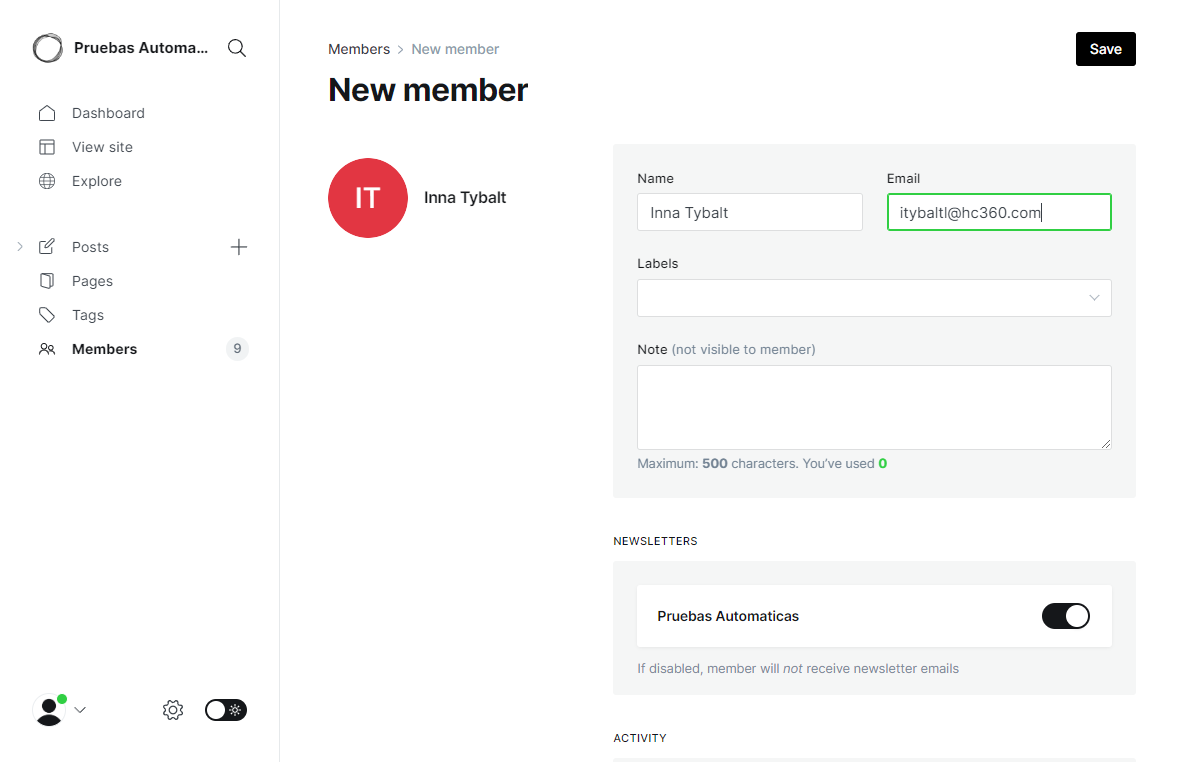 Pruebas Automa...
Dashboard
View site
Explore
Posts
Pages
Tags
Members 9
Members > New member
Save
New member
IT
Inna Tybalt
Name
Email
Inna Tybalt
itybaltl@hc360.com
Labels
Note (not visible to member)
Maximum: 500 characters. You've used 0
NEWSLETTERS
Pruebas Automaticas
If disabled, member will not receive newsletter emails
ACTIVITY